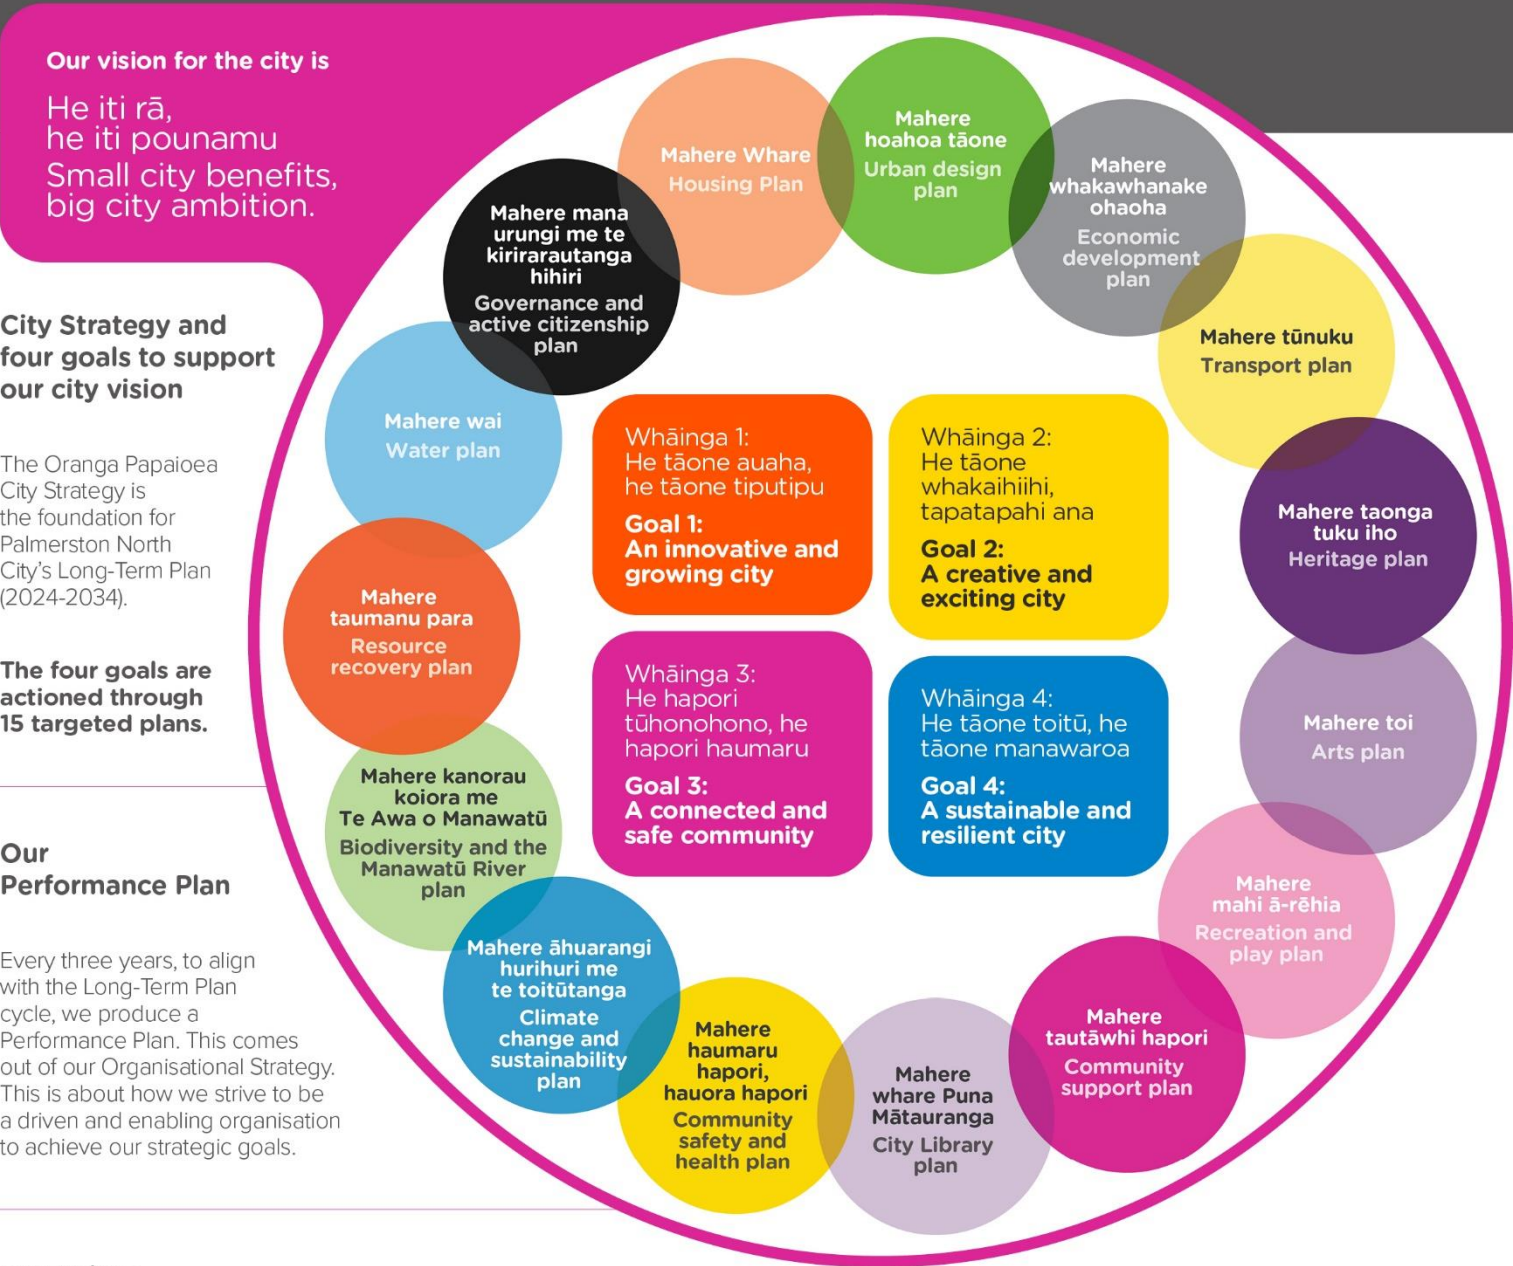 Our vision for the city is
He iti rā,
he iti pounamu
Small city benefits,
big city ambition.
City Strategy and
four goals to support
our city vision
The Oranga Papaioea
City Strategy is
the foundation for
Palmerston North
City's Long-Term Plan
(2024-2034).
The four goals are
actioned through
15 targeted plans.
Our
Performance Plan
Every three years, to align
with the Long-Term Plan
cycle, we produce a
Performance Plan. This comes
out of our Organisational Strategy.
This is about how we strive to be
a driven and enabling organisation
to achieve our strategic goals.
Mahere Whare
Housing Plan
Mahere
hoahoa tāone
Urban design
plan
Mahere
whakawhanake
ohaoha
Economic
development
plan
Mahere tūnuku
Transport plan
Mahere taonga
tuku iho
Heritage plan
Mahere toi
Arts plan
Mahere
mahi ā-rēhia
Recreation and
play plan
Mahere
tautāwhi hapori
Community
support plan
Mahere
whare Puna
Mātauranga
City Library
plan
Mahere
haumaru
hapori,
hauora hapori
Community
safety and
health plan
Mahere āhuarangi
hurihuri me
te toitūtanga
Climate
change and
sustainability
plan
Mahere kanorau
koiora me
Te Awa o Manawatū
Biodiversity and the
Manawatū River
plan
Mahere
taumanu para
Resource
recovery plan
Mahere wai
Water plan
Mahere mana
urungi me te
kirirarautanga
hihiri
Governance and
active citizenship
plan
Whāinga 1:
He tāone auaha,
he tāone tiputipu
Goal 1:
An innovative and
growing city
Whāinga 2:
He tāone
whakaihiihi,
tapatapahi ana
Goal 2:
A creative and
exciting city
Whāinga 3:
He hapori
tūhonohono, he
hapori haumaru
Goal 3:
A connected and
safe community
Whāinga 4:
He tāone toitū, he
tāone manawaroa
Goal 4:
A sustainable and
resilient city